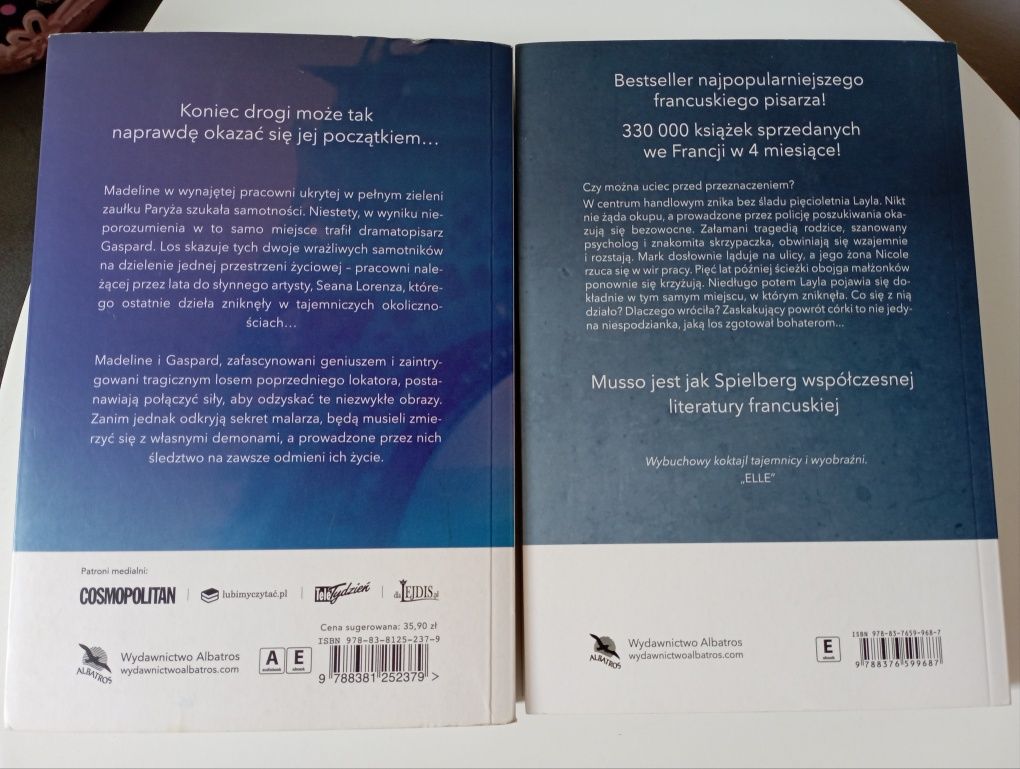 Koniec drogi może tak
naprawdę okazać się jej początkiem...
Madeline w wynajętej pracowni ukrytej w pełnym zieleni
zaułku Paryża szukała samotności. Niestety, w wyniku nie-
porozumienia w to samo miejsce trafił dramatopisarz
Gaspard. Los skazuje tych dwoje wrażliwych samotników
na dzielenie jednej przestrzeni życiowej – pracowni nale-
żącej przez lata do słynnego artysty, Seana Lorenza, które-
go ostatnie dzieła zniknęły w tajemniczych okoliczno-
ściach...
Madeline i Gaspard, zafascynowani geniuszem i zaintry-
gowani tragicznym losem poprzedniego lokatora, posta-
nawiają połączyć siły, aby odzyskać te niezwykłe obrazy.
Zanim jednak odkryją sekret malarza, będą musieli zmie-
rzyć się z własnymi demonami, a prowadzone przez nich
śledztwo na zawsze odmieni ich życie.
Patroni medialni:
COSMOPOLITAN
lubimyczytać.pl
TeleTydzień
dlaLEJDIS.pl
Cena sugerowana: 35,90 zł
ISBN 978-83-8125-237-9
ALBATROS
Wydawnictwo Albatros
wydawnictwoalbatros.com
A audiobook
E ebook
9 788381 252379 >
Bestseller najpopularniejszego
francuskiego pisarza!
330 000 książek sprzedanych
we Francji w 4 miesiące!
Czy można uciec przed przeznaczeniem?
W centrum handlowym znika bez śladu pięcioletnia Layla. Nikt
nie żąda okupu, a prowadzone przez policję poszukiwania oka-
zują się bezowocne. Załamani tragedią rodzice, szanowany
psycholog i znakomita skrzypaczka, obwiniają się wzajemnie
i rozstają. Mark dosłownie ląduje na ulicy, a jego żona Nicole
rzuca się w wir pracy. Pięć lat później ścieżki obojga małżonków
ponownie się krzyżują. Niedługo potem Layla pojawia się do-
kładnie w tym samym miejscu, w którym zniknęła. Co się z nią
działo? Dlaczego wróciła? Zaskakujący powrót córki to nie jedy-
na niespodzianka, jaką los zgotował bohaterom...
Musso jest jak Spielberg współczesnej
literatury francuskiej
Wybuchowy koktajl tajemnicy i wyobraźni.
„ELLE”
ALBATROS
Wydawnictwo Albatros
wydawnictwoalbatros.com
E ebook
ISBN 978-83-7659-968-7
9 788376 599687